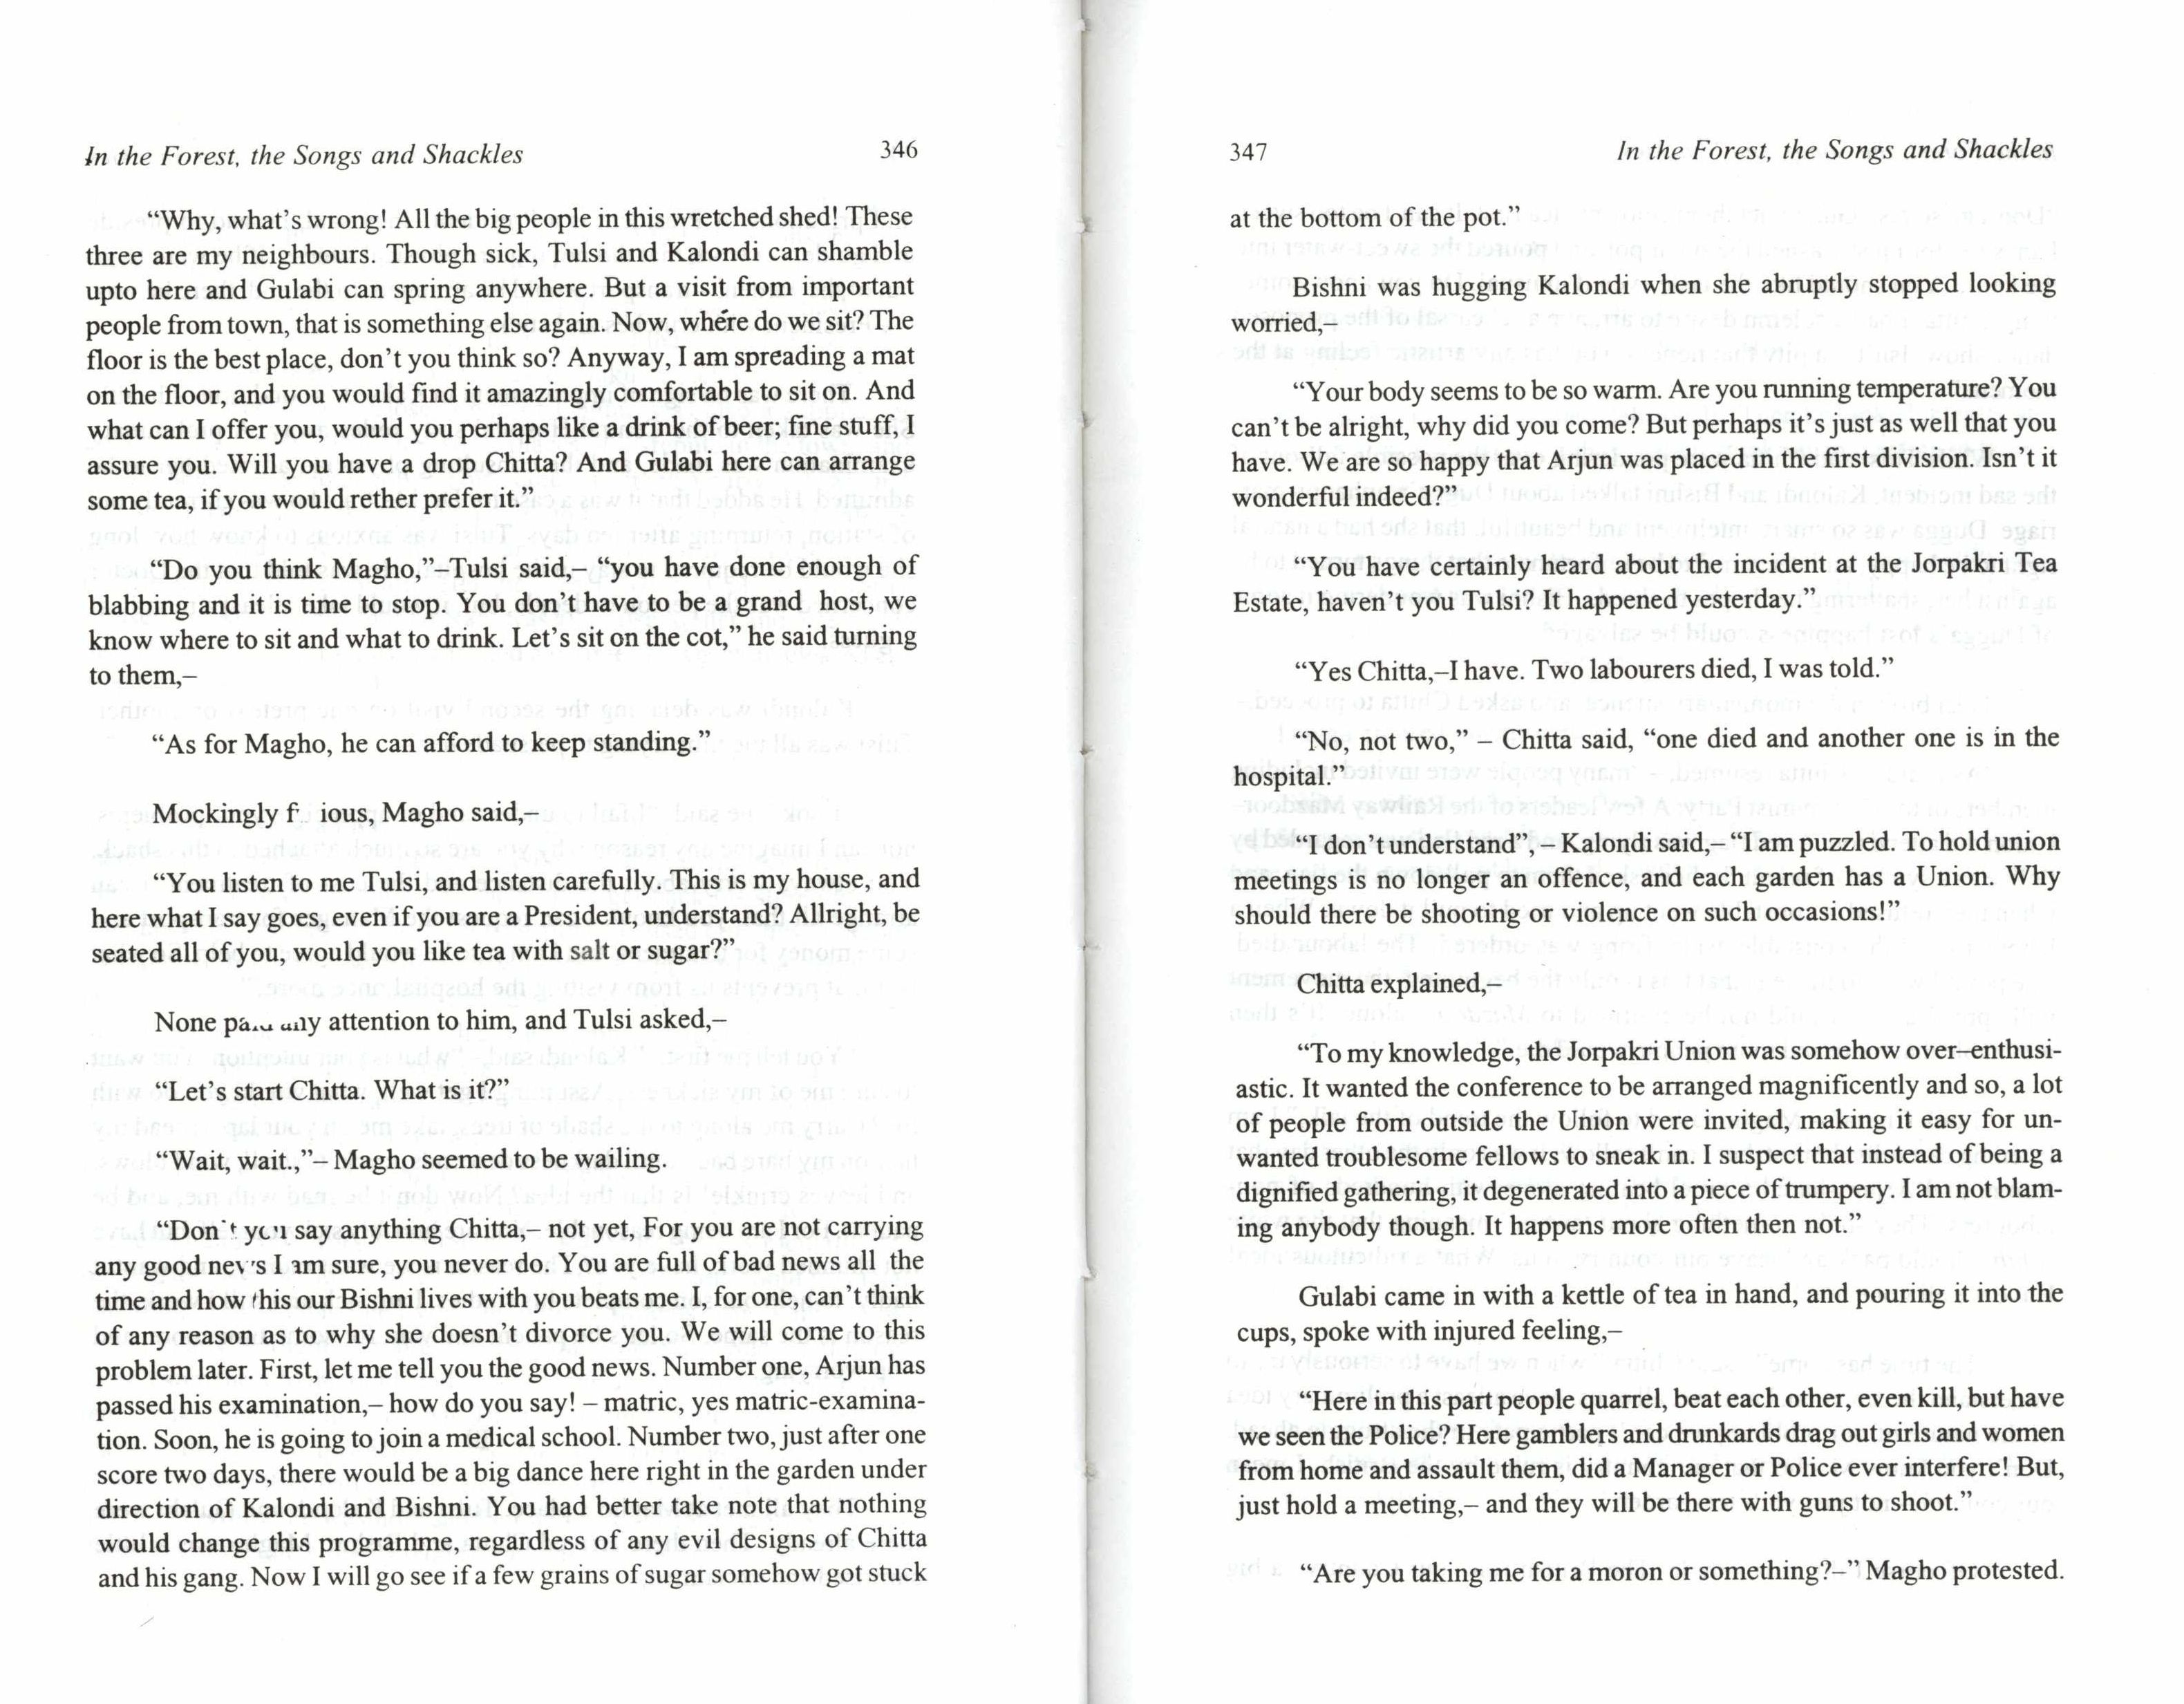 In the Forest, the Songs and Shackles 346
“Why, what’s wrong! All the big people in this wretched shed! These
three are my neighbours. Though sick, Tulsi and Kalondi can shamble
upto here and Gulabi can spring anywhere. But a visit from important
people from town, that is something else again. Now, where do we sit? The
floor is the best place, don’t you think so? Anyway, I am spreading a mat
on the floor, and you would find it amazingly comfortable to sit on. And
what can I offer you, would you perhaps like a drink of beer; fine stuff, I
assure you. Will you have a drop Chitta? And Gulabi here can arrange
some tea, if you would rether prefer it.”
“Do you think Magho,”–Tulsi said,– “you have done enough of
blabbing and it is time to stop. You don’t have to be a grand host, we
know where to sit and what to drink. Let’s sit on the cot,” he said turning
to them,–
“As for Magho, he can afford to keep standing.”
Mockingly Magho said,–
“You listen to me Tulsi, and listen carefully. This is my house, and
here what I say goes, even if you are a President, understand? Allright, be
seated all of you, would you like tea with salt or sugar?”
None paid any attention to him, and Tulsi asked,–
“Let’s start Chitta. What is it?”
“Wait, wait.,”– Magho seemed to be wailing.
“Don’t you say anything Chitta,– not yet, For you are not carrying
any good news I am sure, you never do. You are full of bad news all the
time and how this our Bishni lives with you beats me. I, for one, can’t think
of any reason as to why she doesn’t divorce you. We will come to this
problem later. First, let me tell you the good news. Number one, Arjun has
passed his examination,– how do you say! – matric, yes matric-examina-
tion. Soon, he is going to join a medical school. Number two, just after one
score two days, there would be a big dance here right in the garden under
direction of Kalondi and Bishni. You had better take note that nothing
would change this programme, regardless of any evil designs of Chitta
and his gang. Now I will go see if a few grains of sugar somehow got stuck
347 In the Forest, the Songs and Shackles
at the bottom of the pot.”
Bishni was hugging Kalondi when she abruptly stopped looking
worried,–
“Your body seems to be so warm. Are you running temperature? You
can’t be alright, why did you come? But perhaps it’s just as well that you
have. We are so happy that Arjun was placed in the first division. Isn’t it
wonderful indeed?”
“You have certainly heard about the incident at the Jorpakri Tea
Estate, haven’t you Tulsi? It happened yesterday.”
“Yes Chitta,–I have. Two labourers died, I was told.”
“No, not two,” – Chitta said, “one died and another one is in the
hospital.”
“I don’t understand”,– Kalondi said,– “I am puzzled. To hold union
meetings is no longer an offence, and each garden has a Union. Why
should there be shooting or violence on such occasions!”
Chitta explained,–
“To my knowledge, the Jorpakri Union was somehow over–enthusi-
astic. It wanted the conference to be arranged magnificently and so, a lot
of people from outside the Union were invited, making it easy for un-
wanted troublesome fellows to sneak in. I suspect that instead of being a
dignified gathering, it degenerated into a piece of trumpery. I am not blam-
ing anybody though. It happens more often then not.”
Gulabi came in with a kettle of tea in hand, and pouring it into the
cups, spoke with injured feeling,–
“Here in this part people quarrel, beat each other, even kill, but have
we seen the Police? Here gamblers and drunkards drag out girls and women
from home and assault them, did a Manager or Police ever interfere! But,
just hold a meeting,– and they will be there with guns to shoot.”
“Are you taking me for a moron or something?–” Magho protested.